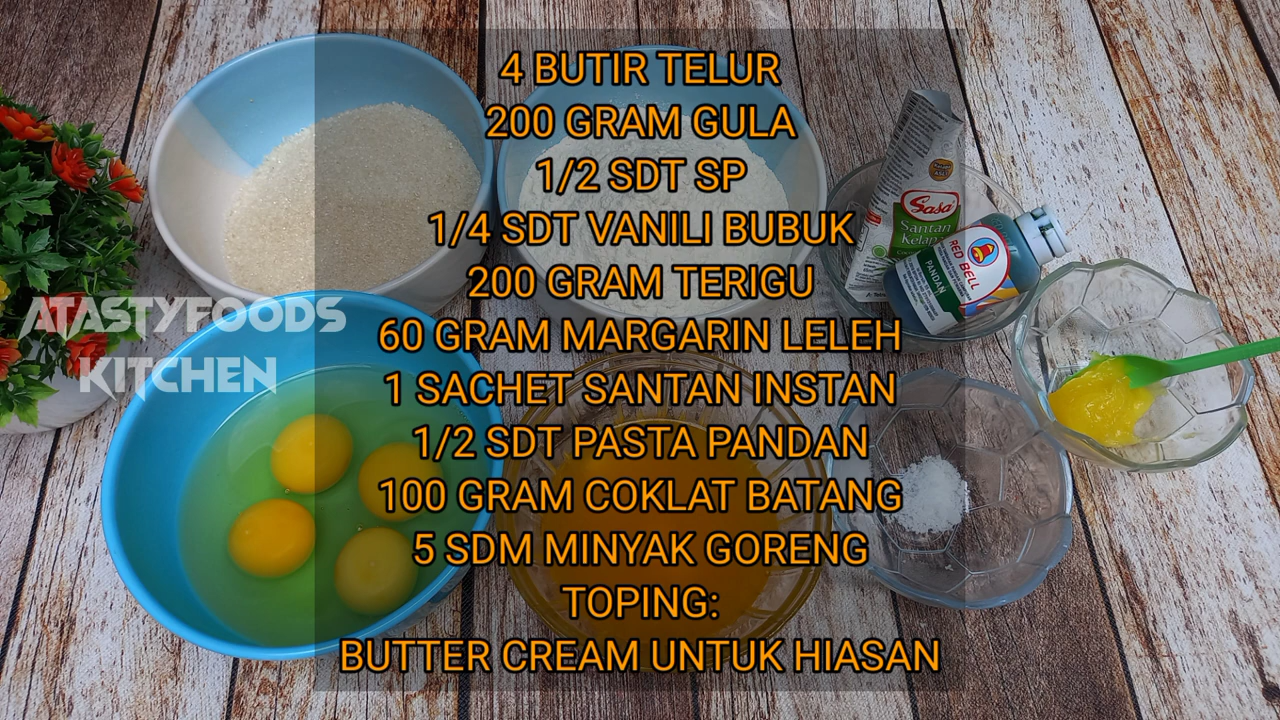 4 BUTIR TELUR
200 GRAM GULA
1/2 SDT SP
1/4 SDT VANILI BUBUK
200 GRAM TERIGU
60 GRAM MARGARIN LELEH
1 SACHET SANTAN INSTAN
1/2 SDT PASTA PANDAN
100 GRAM COKLAT BATANG
5 SDM MINYAK GORENG
TOPING:
BUTTER CREAM UNTUK HIASAN
ATASTYFOODS
KITCHEN
Sasa
Santan
Kelapa
RED BELL
PANDAN